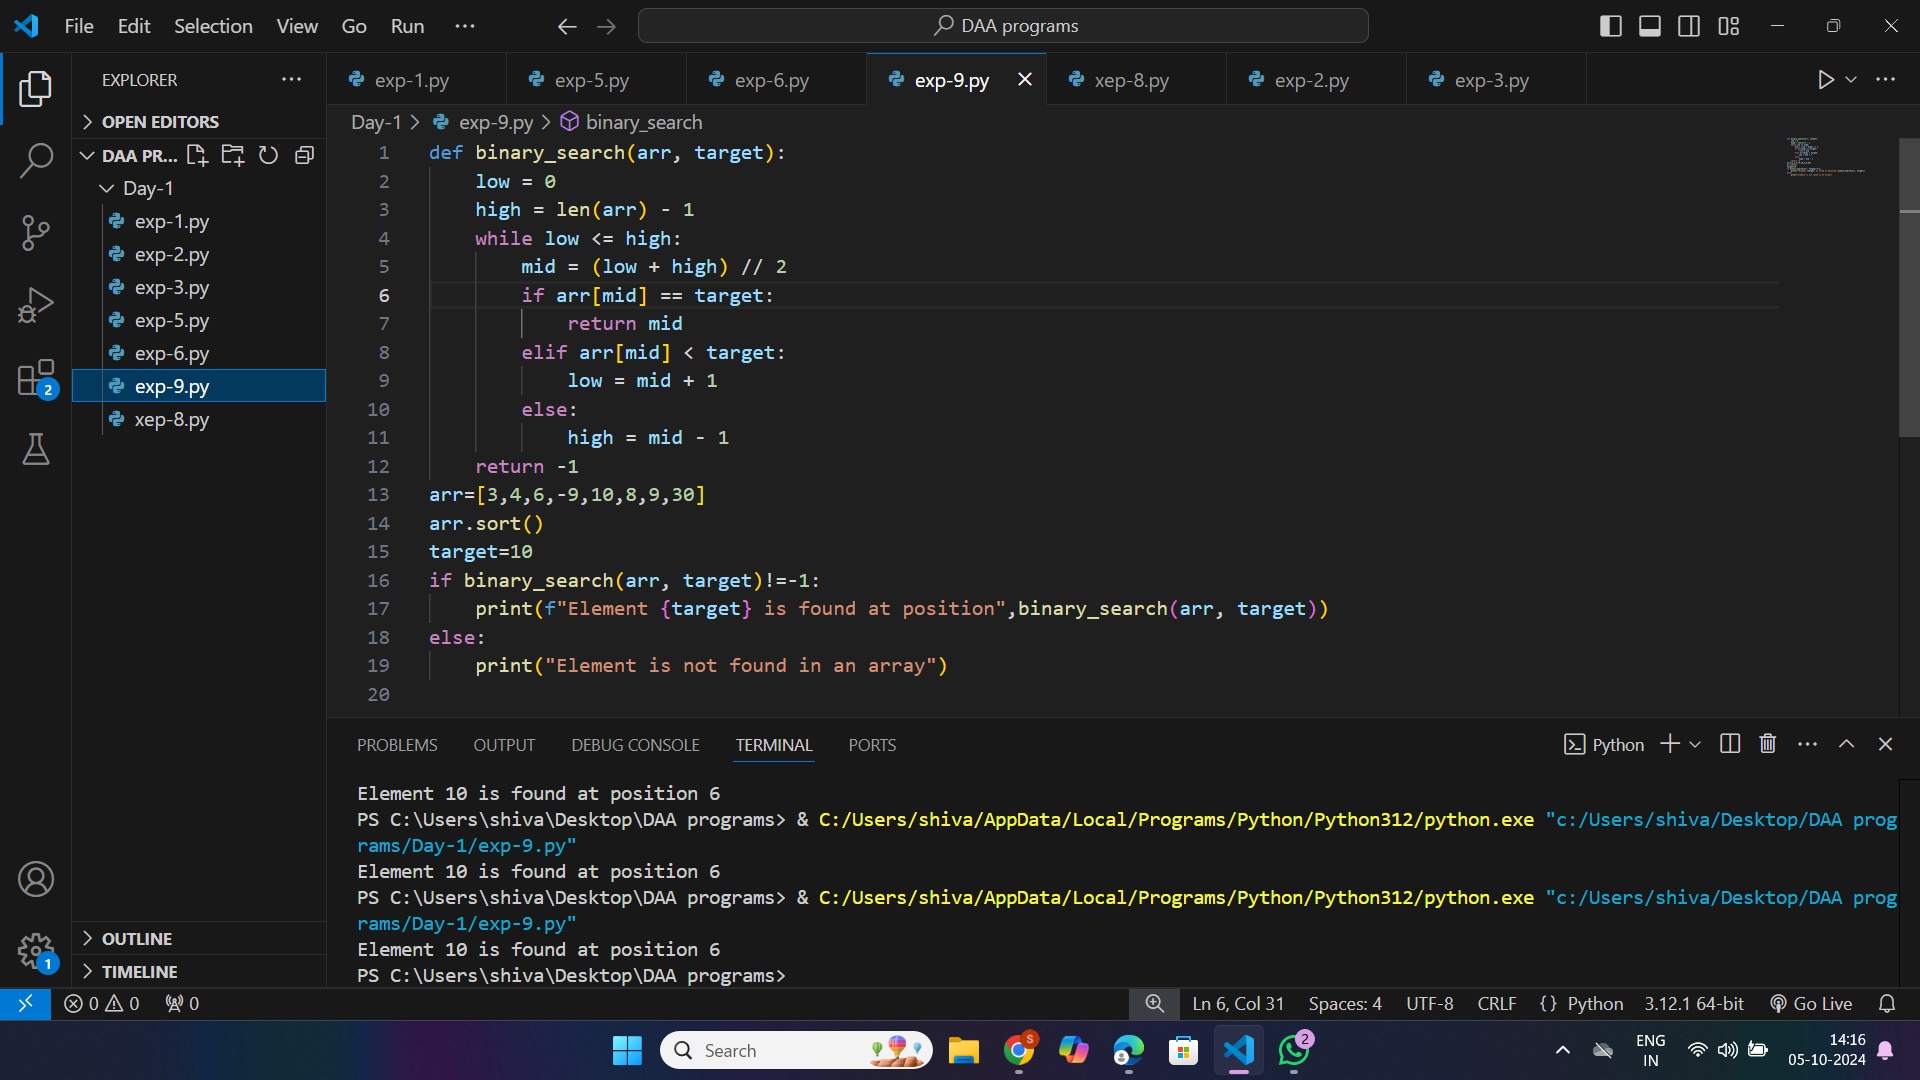 File Edit Selection View Go Run ··· DAA programs
EXPLORER ···
exp-1.py exp-5.py exp-6.py exp-9.py xep-8.py exp-2.py exp-3.py
OPEN EDITORS
DAA PR...
Day-1
exp-1.py
exp-2.py
exp-3.py
exp-5.py
exp-6.py
exp-9.py
xep-8.py
2
1
OUTLINE
TIMELINE
Day-1 > exp-9.py > binary_search
1 def binary_search(arr, target):
2     low = 0
3     high = len(arr) - 1
4     while low <= high:
5         mid = (low + high) // 2
6         if arr[mid] == target:
7             return mid
8         elif arr[mid] < target:
9             low = mid + 1
10         else:
11             high = mid - 1
12     return -1
13 arr=[3,4,6,-9,10,8,9,30]
14 arr.sort()
15 target=10
16 if binary_search(arr, target)!=-1:
17     print(f"Element {target} is found at position",binary_search(arr, target))
18 else:
19     print("Element is not found in an array")
20
PROBLEMS OUTPUT DEBUG CONSOLE TERMINAL PORTS Python ···
Element 10 is found at position 6
PS C:\Users\shiva\Desktop\DAA programs> & C:/Users/shiva/AppData/Local/Programs/Python/Python312/python.exe "c:/Users/shiva/Desktop/DAA prog
rams/Day-1/exp-9.py"
Element 10 is found at position 6
PS C:\Users\shiva\Desktop\DAA programs> & C:/Users/shiva/AppData/Local/Programs/Python/Python312/python.exe "c:/Users/shiva/Desktop/DAA prog
rams/Day-1/exp-9.py"
Element 10 is found at position 6
PS C:\Users\shiva\Desktop\DAA programs>
0 0 0 Ln 6, Col 31 Spaces: 4 UTF-8 CRLF {} Python 3.12.1 64-bit Go Live
Search S 2 ENG 14:16
IN 05-10-2024